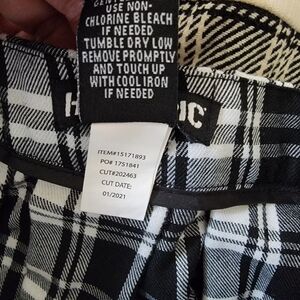 USE NON-
CHLORINE BLEACH
IF NEEDED
TUMBLE DRY LOW
REMOVE PROMPTLY
AND TOUCH UP
WITH COOL IRON
IF NEEDED
ITEM#15171893
PO# 1751841
CUT#202463
CUT DATE:
01/2021